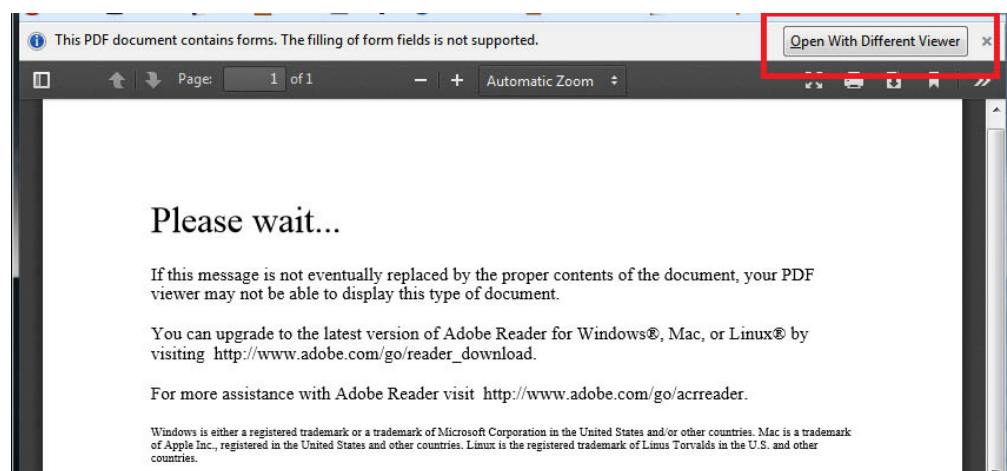 This PDF document contains forms. The filling of form fields is not supported.
Open With Different Viewer ×
Page: 1 of 1 − + Automatic Zoom
Please wait...
If this message is not eventually replaced by the proper contents of the document, your PDF
viewer may not be able to display this type of document.
You can upgrade to the latest version of Adobe Reader for Windows®, Mac, or Linux® by
visiting http://www.adobe.com/go/reader_download.
For more assistance with Adobe Reader visit http://www.adobe.com/go/acrreader.
Windows is either a registered trademark or a trademark of Microsoft Corporation in the United States and/or other countries. Mac is a trademark
of Apple Inc., registered in the United States and other countries. Linux is the registered trademark of Linus Torvalds in the U.S. and other
countries.